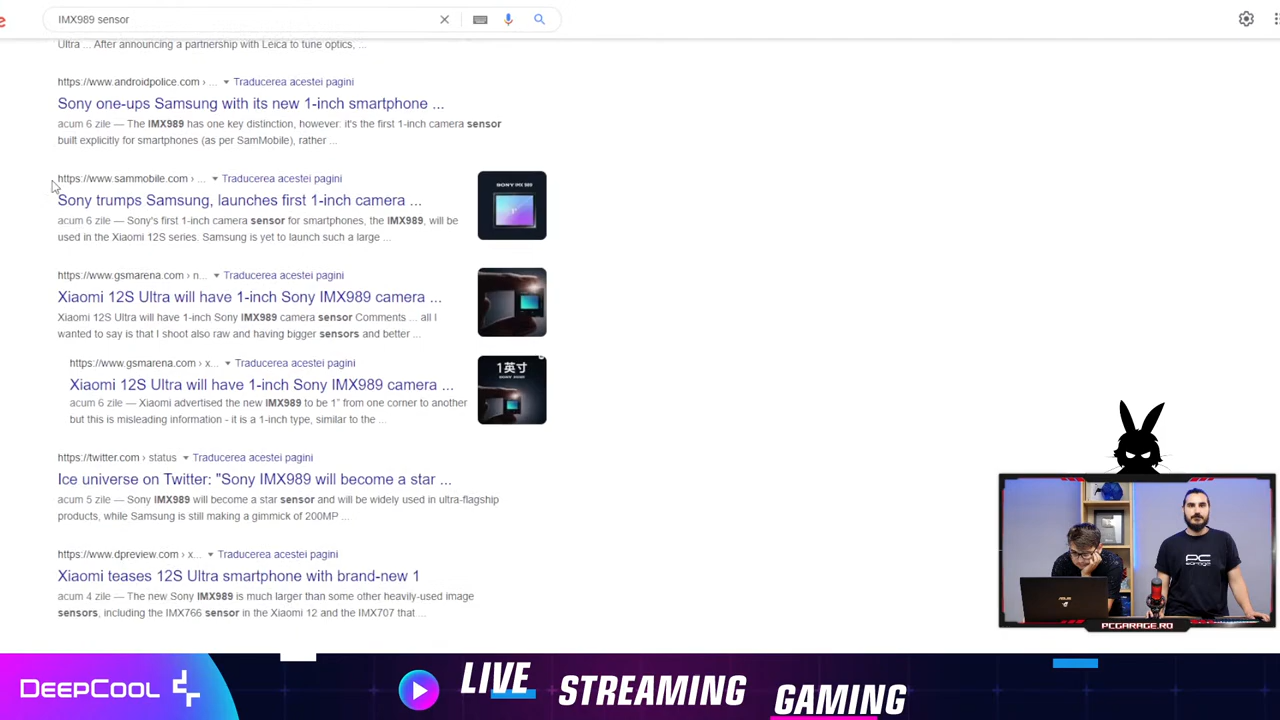 IMX989 sensor
Ultra ... After announcing a partnership with Leica to tune optics, ...
https://www.androidpolice.com › ... Traducerea acestei pagini
Sony one-ups Samsung with its new 1-inch smartphone ...
acum 6 zile — The IMX989 has one key distinction, however: it's the first 1-inch camera sensor
built explicitly for smartphones (as per SamMobile), rather ...
https://www.sammobile.com › ... Traducerea acestei pagini
Sony trumps Samsung, launches first 1-inch camera ...
acum 6 zile — Sony's first 1-inch camera sensor for smartphones, the IMX989, will be
used in the Xiaomi 12S series. Samsung is yet to launch such a large ...
SONY IMX 989
https://www.gsmarena.com › n... Traducerea acestei pagini
Xiaomi 12S Ultra will have 1-inch Sony IMX989 camera ...
Xiaomi 12S Ultra will have 1-inch Sony IMX989 camera sensor Comments ... all I
wanted to say is that I shoot also raw and having bigger sensors and better ...
https://www.gsmarena.com › x... Traducerea acestei pagini
Xiaomi 12S Ultra will have 1-inch Sony IMX989 camera ...
acum 6 zile — Xiaomi advertised the new IMX989 to be 1" from one corner to another
but this is misleading information - it is a 1-inch type, similar to the ...
1英寸
https://twitter.com › status Traducerea acestei pagini
Ice universe on Twitter: "Sony IMX989 will become a star ...
acum 5 zile — Sony IMX989 will become a star sensor and will be widely used in ultra-flagship
products, while Samsung is still making a gimmick of 200MP ...
https://www.dpreview.com › x... Traducerea acestei pagini
Xiaomi teases 12S Ultra smartphone with brand-new 1
acum 4 zile — The new Sony IMX989 is much larger than some other heavily-used image
sensors, including the IMX766 sensor in the Xiaomi 12 and the IMX707 that ...
PC
GARAGE
PCGARAGE.RO
DEEPCOOL
LIVE
STREAMING
GAMING